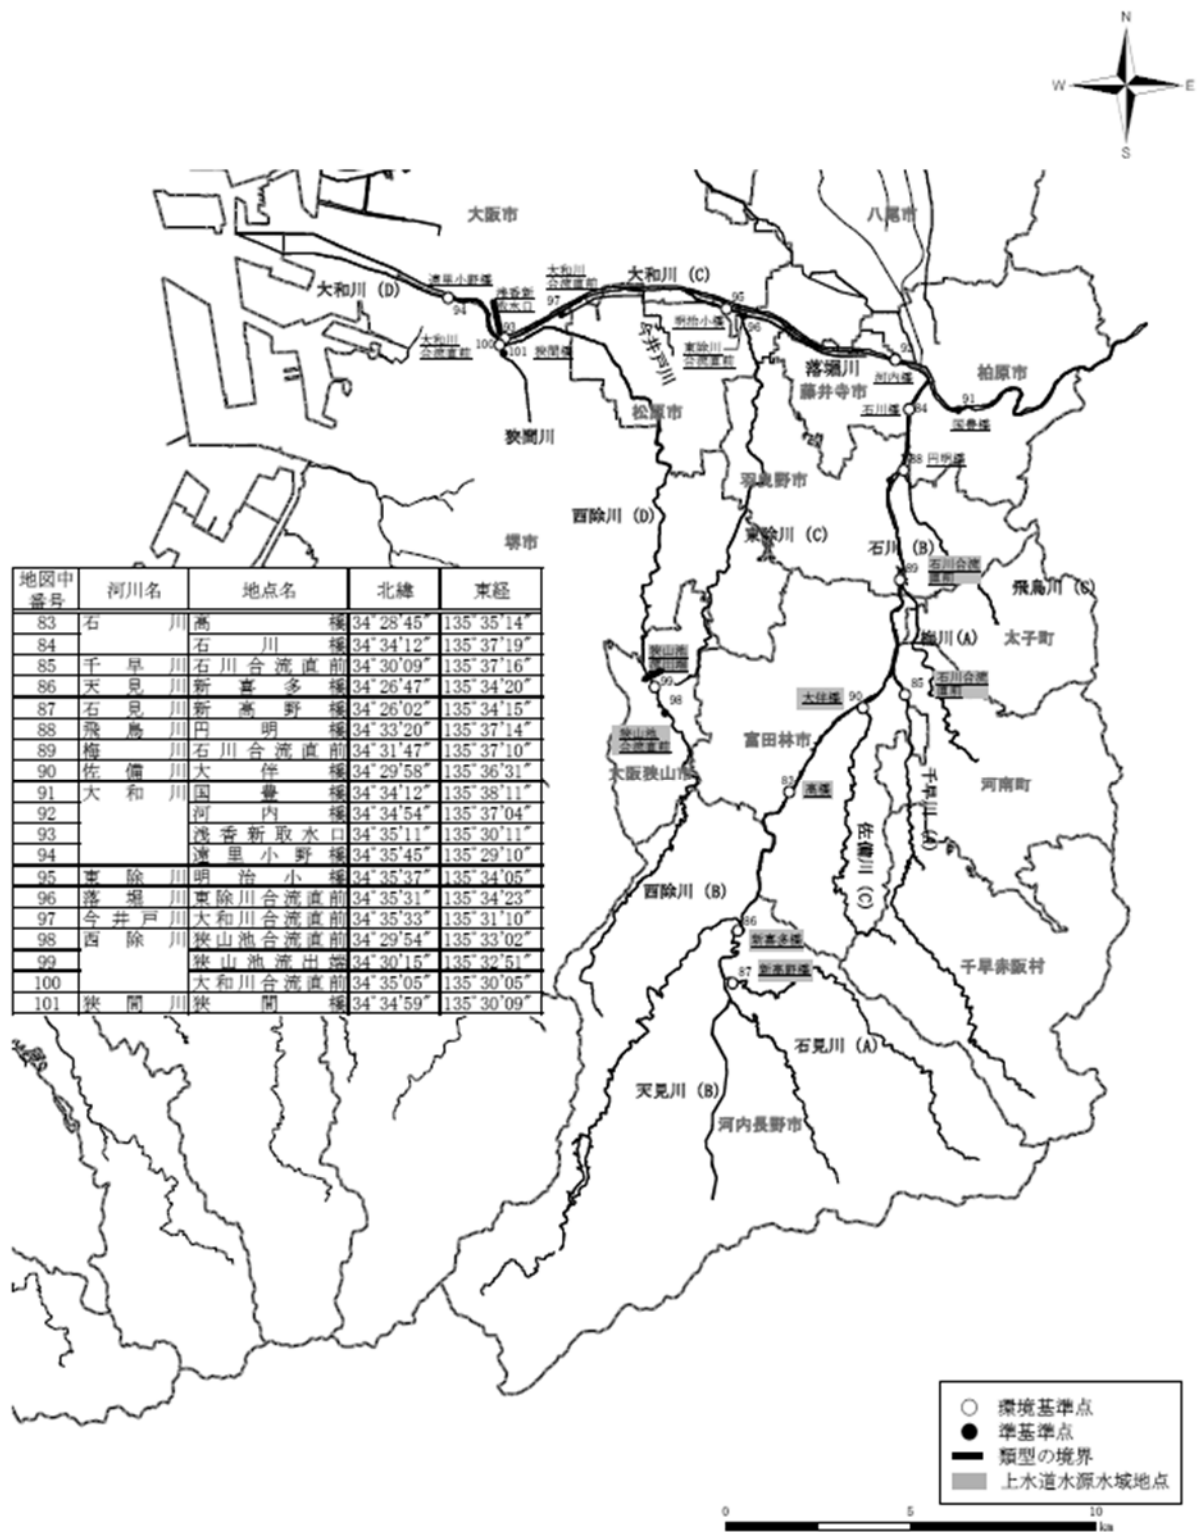 N
W E
S
大阪市
八尾市
大和川 (D)
遠里小野橋
94
浅香新
取水口
93
大和川
合流直前
97
大和川 (C)
95
明治小橋
96
東除川
合流直前
今井戸川
大和川
合流直前
100
101
狭間橋
狭間川
落堀川
藤井寺市
92
河内橋
柏原市
91
国豊橋
石川橋
84
松原市
88
円明橋
羽曳野市
西除川 (D)
東除川 (C)
堺市
石川 (B)
89
石川合流
直前
飛鳥川 (C)
梅川(A)
太子町
狭山池
流出端
99
98
狭山池
合流直前
大阪狭山市
大伴橋
90
85
石川合流
直前
富田林市
83
高橋
千早川 (A)
河南町
佐備川 (C)
西除川 (B)
86
新喜多橋
87
新高野橋
千早赤阪村
石見川 (A)
天見川 (B)
河内長野市
地図中番号 河川名 地点名 北緯 東経
83 石川 高橋 34°28'45" 135°35'14"
84 石川橋 34°34'12" 135°37'19"
85 千早川 石川合流直前 34°30'09" 135°37'16"
86 天見川 新喜多橋 34°26'47" 135°34'20"
87 石見川 新高野橋 34°26'02" 135°34'15"
88 飛鳥川 円明橋 34°33'20" 135°37'14"
89 梅川 石川合流直前 34°31'47" 135°37'10"
90 佐備川 大伴橋 34°29'58" 135°36'31"
91 大和川 国豊橋 34°34'12" 135°38'11"
92 河内橋 34°34'54" 135°37'04"
93 浅香新取水口 34°35'11" 135°30'11"
94 遠里小野橋 34°35'45" 135°29'10"
95 東除川 明治小橋 34°35'37" 135°34'05"
96 落堀川 東除川合流直前 34°35'31" 135°34'23"
97 今井戸川 大和川合流直前 34°35'33" 135°31'10"
98 西除川 狭山池合流直前 34°29'54" 135°33'02"
99 狭山池流出端 34°30'15" 135°32'51"
100 大和川合流直前 34°35'05" 135°30'05"
101 狭間川 狭間橋 34°34'59" 135°30'09"
環境基準点
準基準点
類型の境界
上水道水源水域地点
0 5 10
km